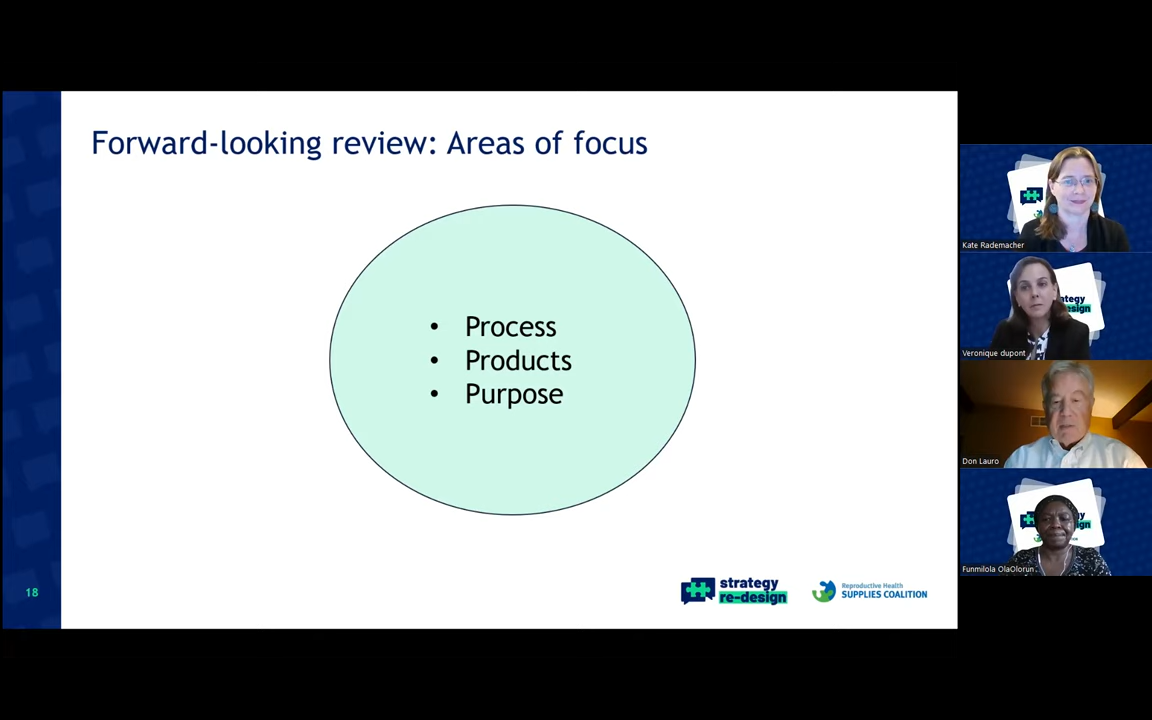 Forward-looking review: Areas of focus
• Process
• Products
• Purpose
18
strategy
re-design
Reproductive Health
SUPPLIES COALITION
Kate Rademacher
Veronique dupont
Don Lauro
Funmilola OlaOlorun